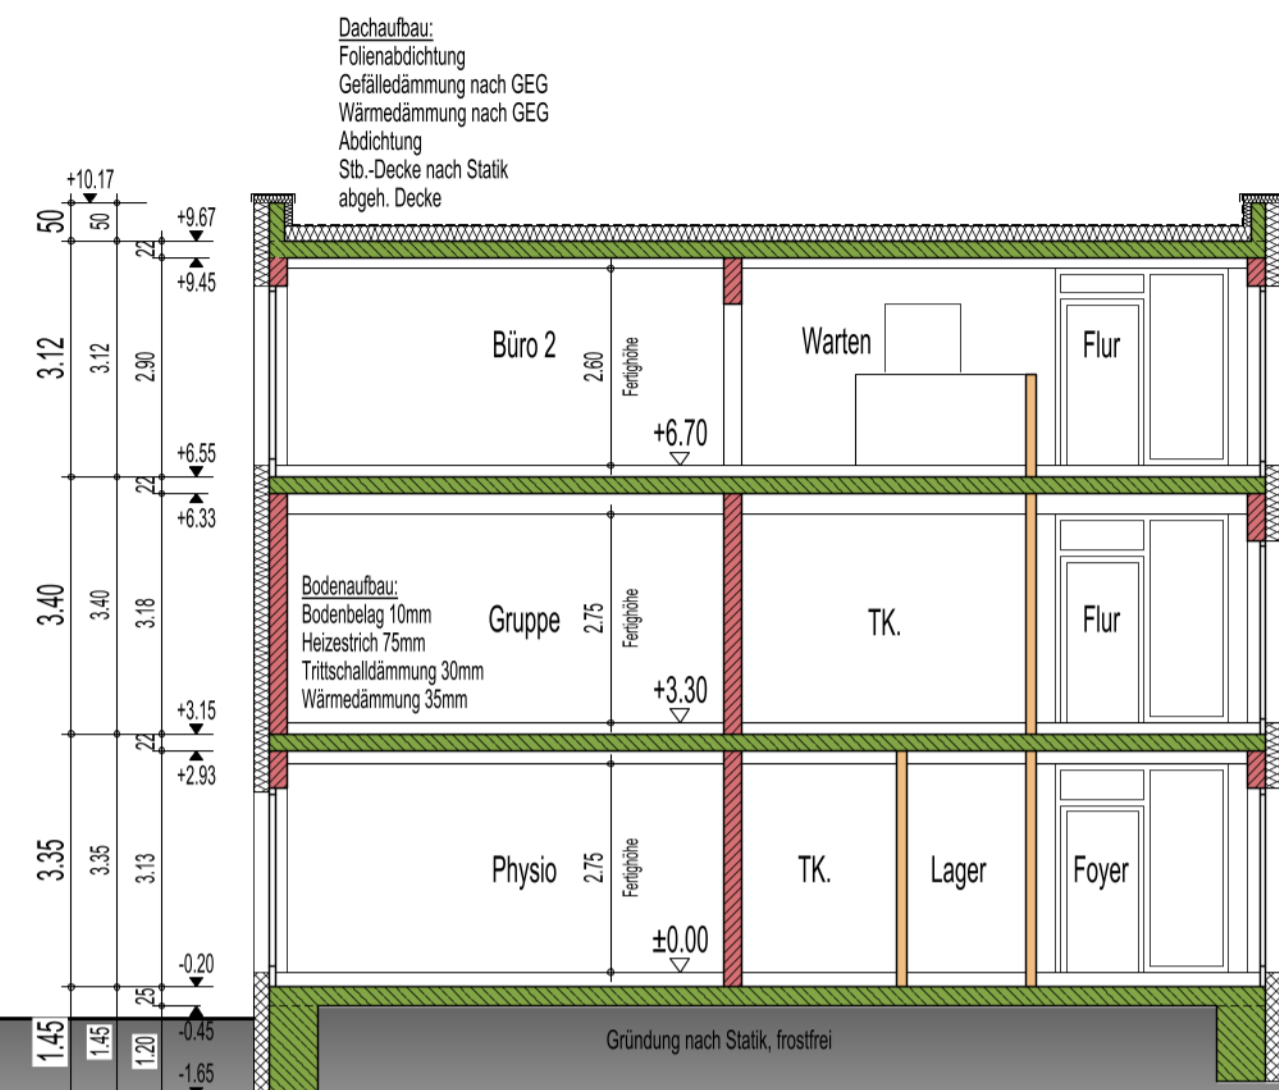 Dachaufbau:
Folienabdichtung
Gefälledämmung nach GEG
Wärmedämmung nach GEG
Abdichtung
Stb.-Decke nach Statik
abgeh. Decke
+10.17
50
50
+9.67
22
+9.45
3.12
3.12
2.90
Büro 2
2.60
Fertighöhe
Warten
Flur
+6.70
+6.55
22
+6.33
3.40
3.40
3.18
Bodenaufbau:
Bodenbelag 10mm
Heizestrich 75mm
Trittschalldämmung 30mm
Wärmedämmung 35mm
Gruppe
2.75
Fertighöhe
TK.
Flur
+3.30
+3.15
22
+2.93
3.35
3.35
3.13
Physio
2.75
Fertighöhe
TK.
Lager
Foyer
±0.00
-0.20
25
-0.45
1.45
1.45
1.20
-1.65
Gründung nach Statik, frostfrei